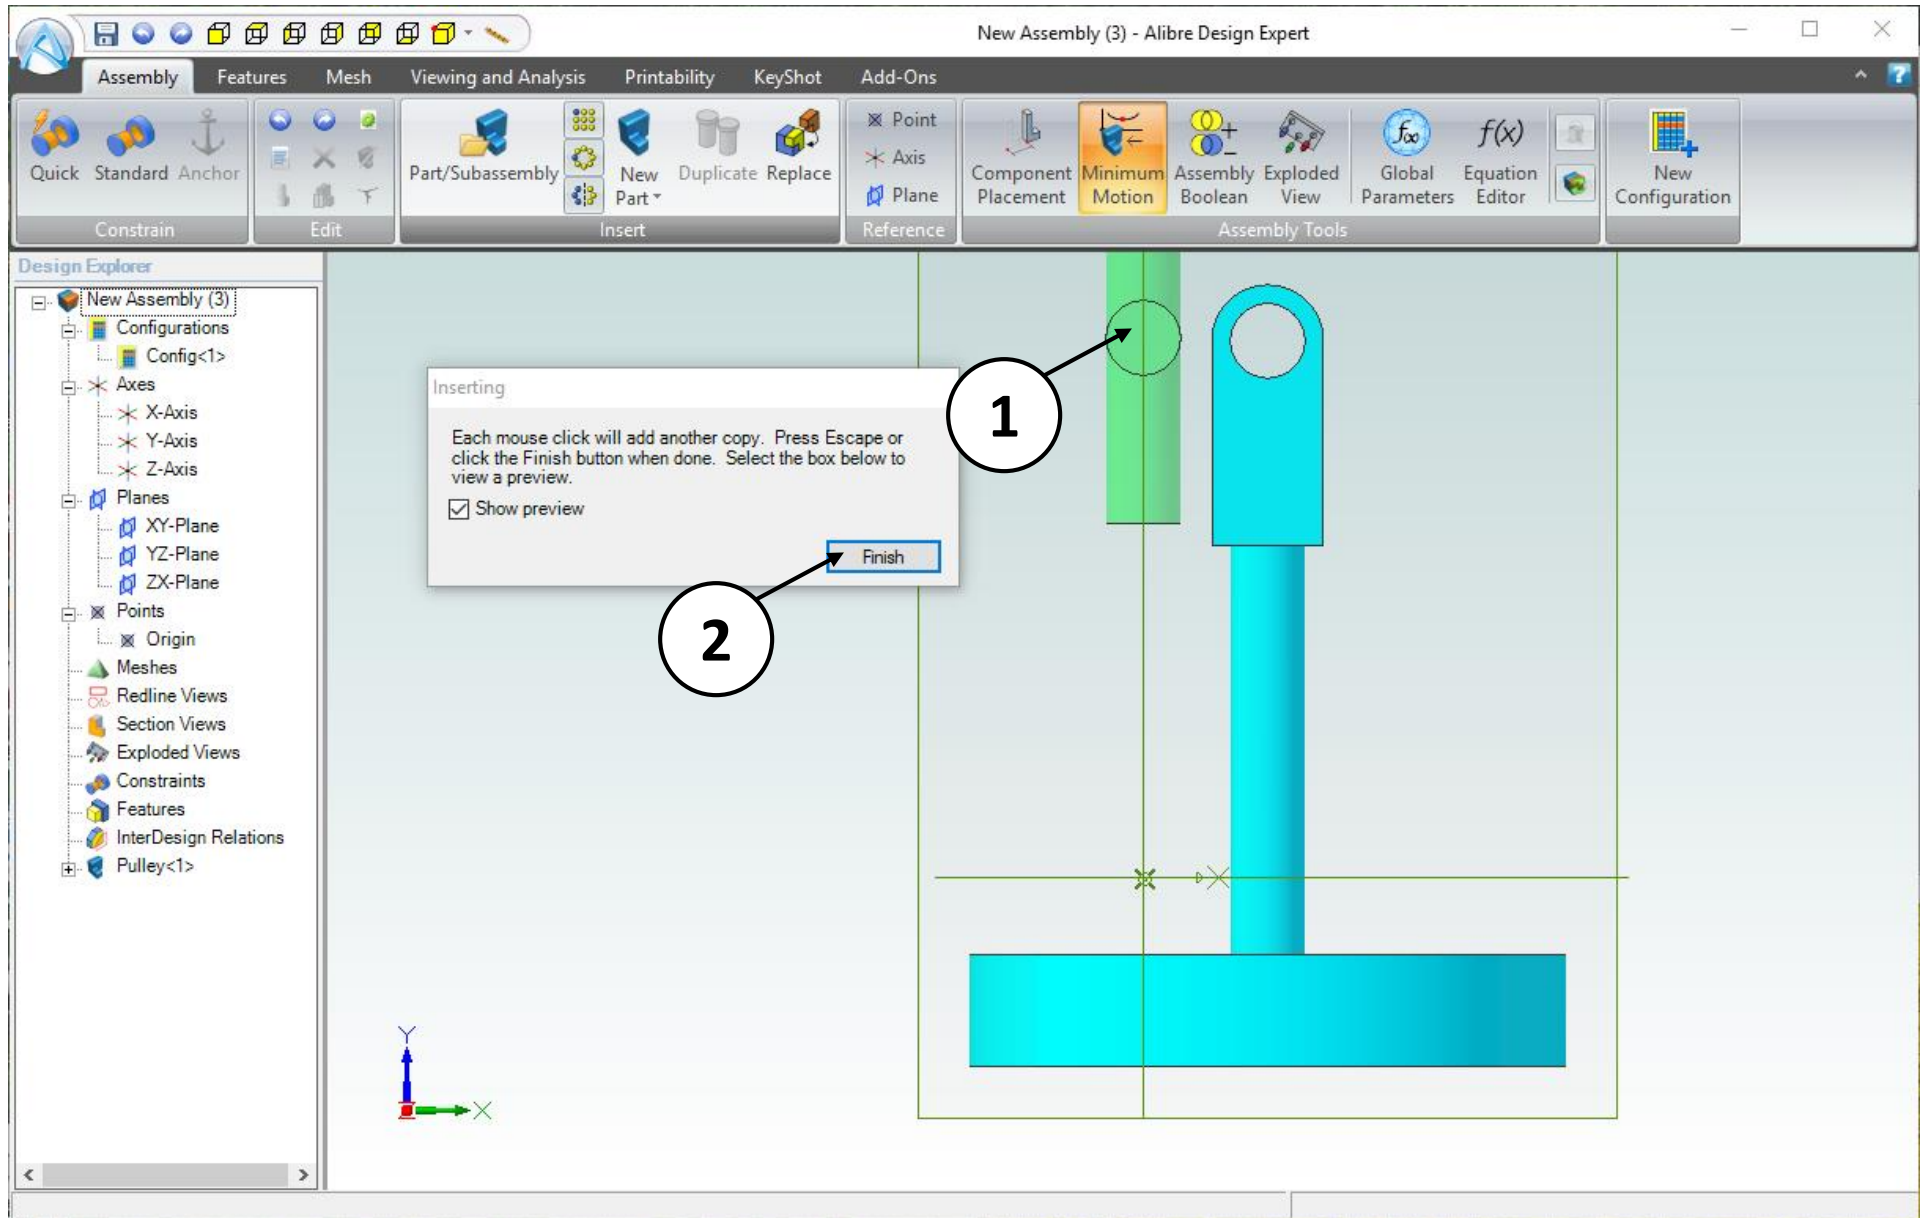 New Assembly (3) - Alibre Design Expert
Assembly Features Mesh Viewing and Analysis Printability KeyShot Add-Ons
Quick Standard Anchor
Constrain
Edit
Part/Subassembly
New
Part
Duplicate Replace
Insert
Point
Axis
Plane
Reference
Component
Placement
Minimum
Motion
Assembly
Boolean
Exploded
View
Global
Parameters
f(x)
Equation
Editor
Assembly Tools
New
Configuration
Design Explorer
New Assembly (3)
Configurations
Config<1>
Axes
X-Axis
Y-Axis
Z-Axis
Planes
XY-Plane
YZ-Plane
ZX-Plane
Points
Origin
Meshes
Redline Views
Section Views
Exploded Views
Constraints
Features
InterDesign Relations
Pulley<1>
Inserting
Each mouse click will add another copy. Press Escape or
click the Finish button when done. Select the box below to
view a preview.
Show preview
Finish
1
2
Y
X